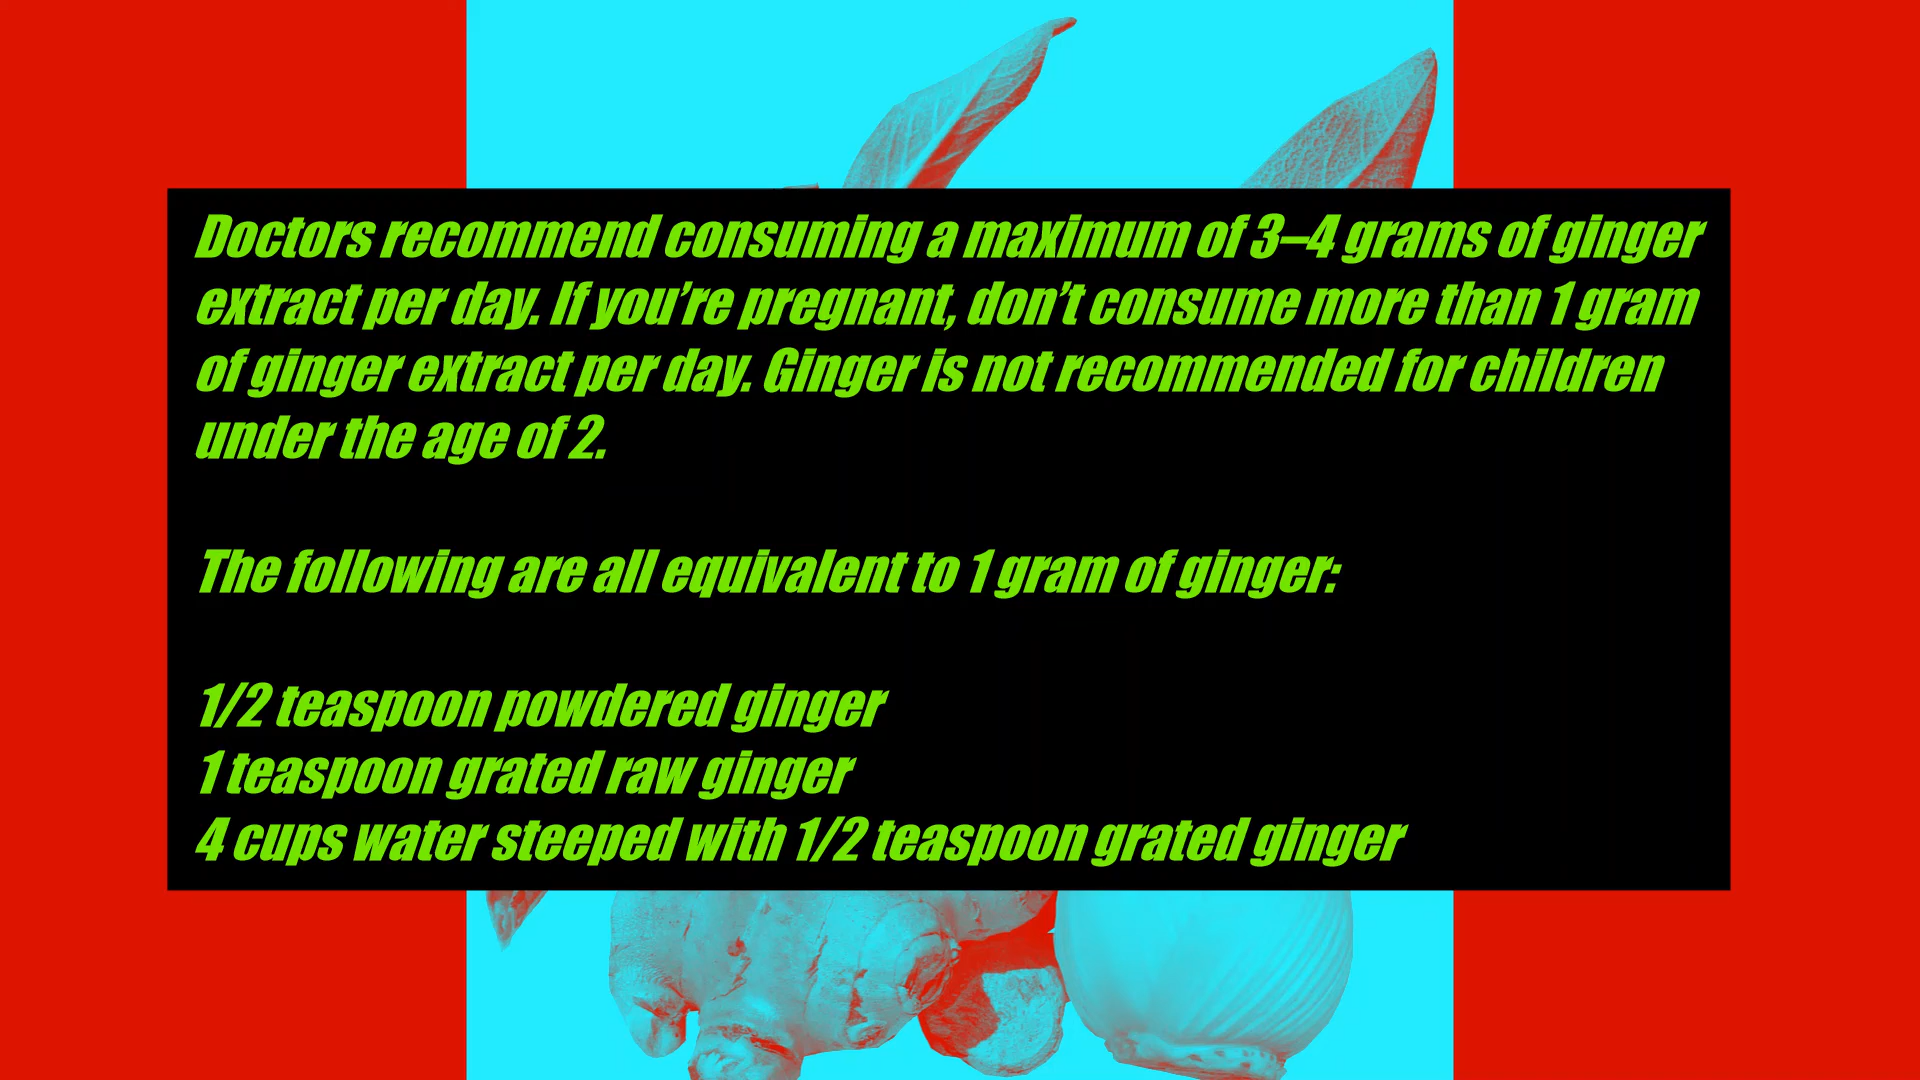 Doctors recommend consuming a maximum of 3–4 grams of ginger
extract per day. If you’re pregnant, don’t consume more than 1 gram
of ginger extract per day. Ginger is not recommended for children
under the age of 2.
The following are all equivalent to 1 gram of ginger:
1/2 teaspoon powdered ginger
1 teaspoon grated raw ginger
4 cups water steeped with 1/2 teaspoon grated ginger